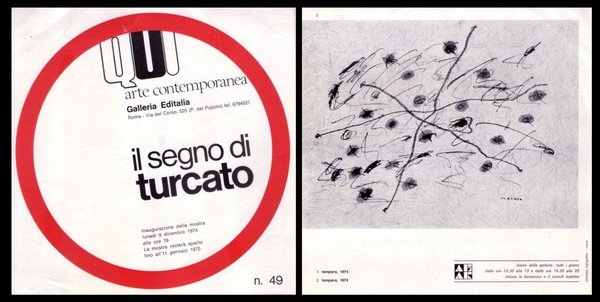 QUI
arte contemporanea
Galleria Editalia
Roma - Via del Corso, 525 (P. del Popolo) tel. 6794521
il segno di
turcato
Inaugurazione della mostra
lunedì 9 dicembre 1974
alle ore 19
La mostra resterà aperta
fino all'11 gennaio 1975
n. 49
2
TURCATO
1. tempera, 1974
2. tempera, 1974
orario della galleria: tutti i giorni
dalle ore 10,30 alle 13 e dalle ore 16,30 alle 20
chiusa la domenica e il lunedì mattina